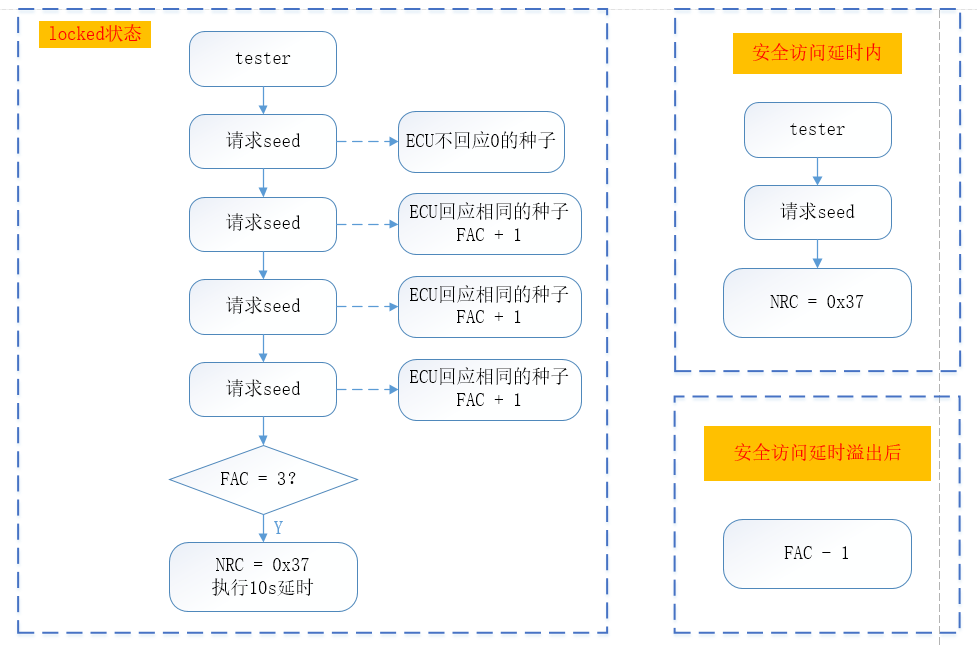 locked状态
tester
请求seed
ECU不回应0的种子
请求seed
ECU回应相同的种子
FAC + 1
请求seed
ECU回应相同的种子
FAC + 1
请求seed
ECU回应相同的种子
FAC + 1
FAC = 3?
Y
NRC = 0x37
执行10s延时
安全访问延时内
tester
请求seed
NRC = 0x37
安全访问延时溢出后
FAC - 1